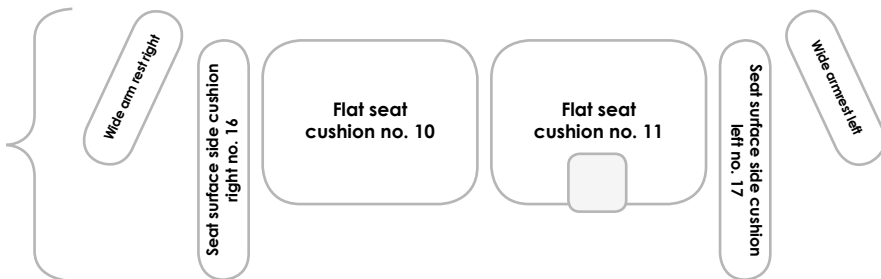 Wide arm rest right
Seat surface side cushion
right no. 16
Flat seat
cushion no. 10
Flat seat
cushion no. 11
Seat surface side cushion
left no. 17
Wide armrest left